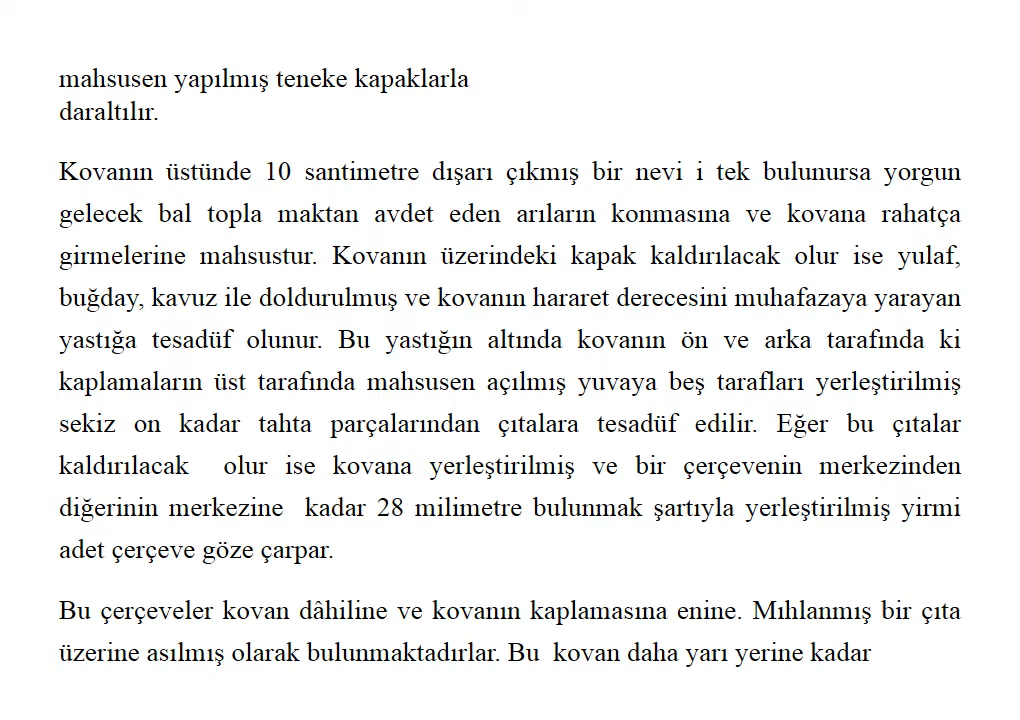 mahsusen yapılmış teneke kapaklarla
daraltılır.
Kovanın üstünde 10 santimetre dışarı çıkmış bir nevi i tek bulunursa yorgun
gelecek bal topla maktan avdet eden arıların konmasına ve kovana rahatça
girmelerine mahsustur. Kovanın üzerindeki kapak kaldırılacak olur ise yulaf,
buğday, kavuz ile doldurulmuş ve kovanın hararet derecesini muhafazaya yarayan
yastığa tesadüf olunur. Bu yastığın altında kovanın ön ve arka tarafında ki
kaplamaların üst tarafında mahsusen açılmış yuvaya beş tarafları yerleştirilmiş
sekiz on kadar tahta parçalarından çıtalara tesadüf edilir. Eğer bu çıtalar
kaldırılacak olur ise kovana yerleştirilmiş ve bir çerçevenin merkezinden
diğerinin merkezine kadar 28 milimetre bulunmak şartıyla yerleştirilmiş yirmi
adet çerçeve göze çarpar.
Bu çerçeveler kovan dâhiline ve kovanın kaplamasına enine. Mıhlanmış bir çıta
üzerine asılmış olarak bulunmaktadırlar. Bu kovan daha yarı yerine kadar